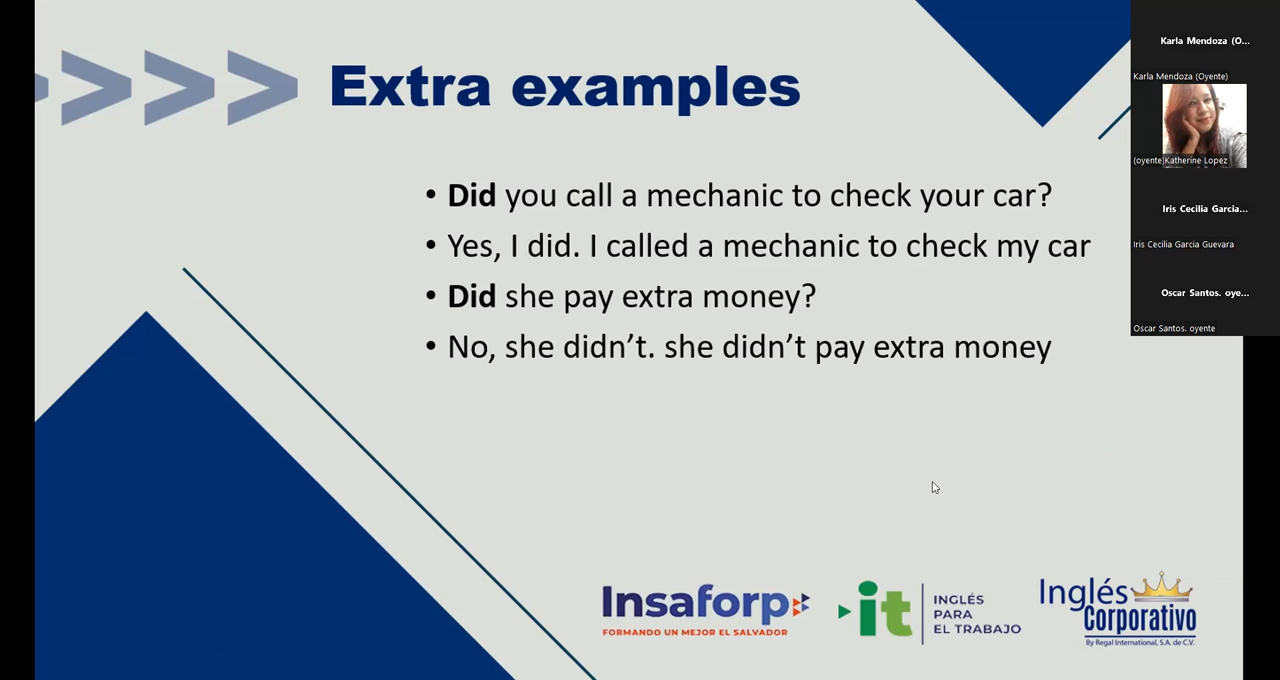 Extra examples
• Did you call a mechanic to check your car?
• Yes, I did. I called a mechanic to check my car
• Did she pay extra money?
• No, she didn’t. she didn’t pay extra money
Insaforp
FORMANDO UN MEJOR EL SALVADOR
it
INGLÉS
PARA
EL TRABAJO
Inglés
Corporativo
By Regal International, S.A. de C.V.
Karla Mendoza (O...
Karla Mendoza (Oyente)
(oyente)Katherine Lopez
Iris Cecilia Garcia...
Iris Cecilia Garcia Guevara
Oscar Santos. oye...
Oscar Santos. oyente